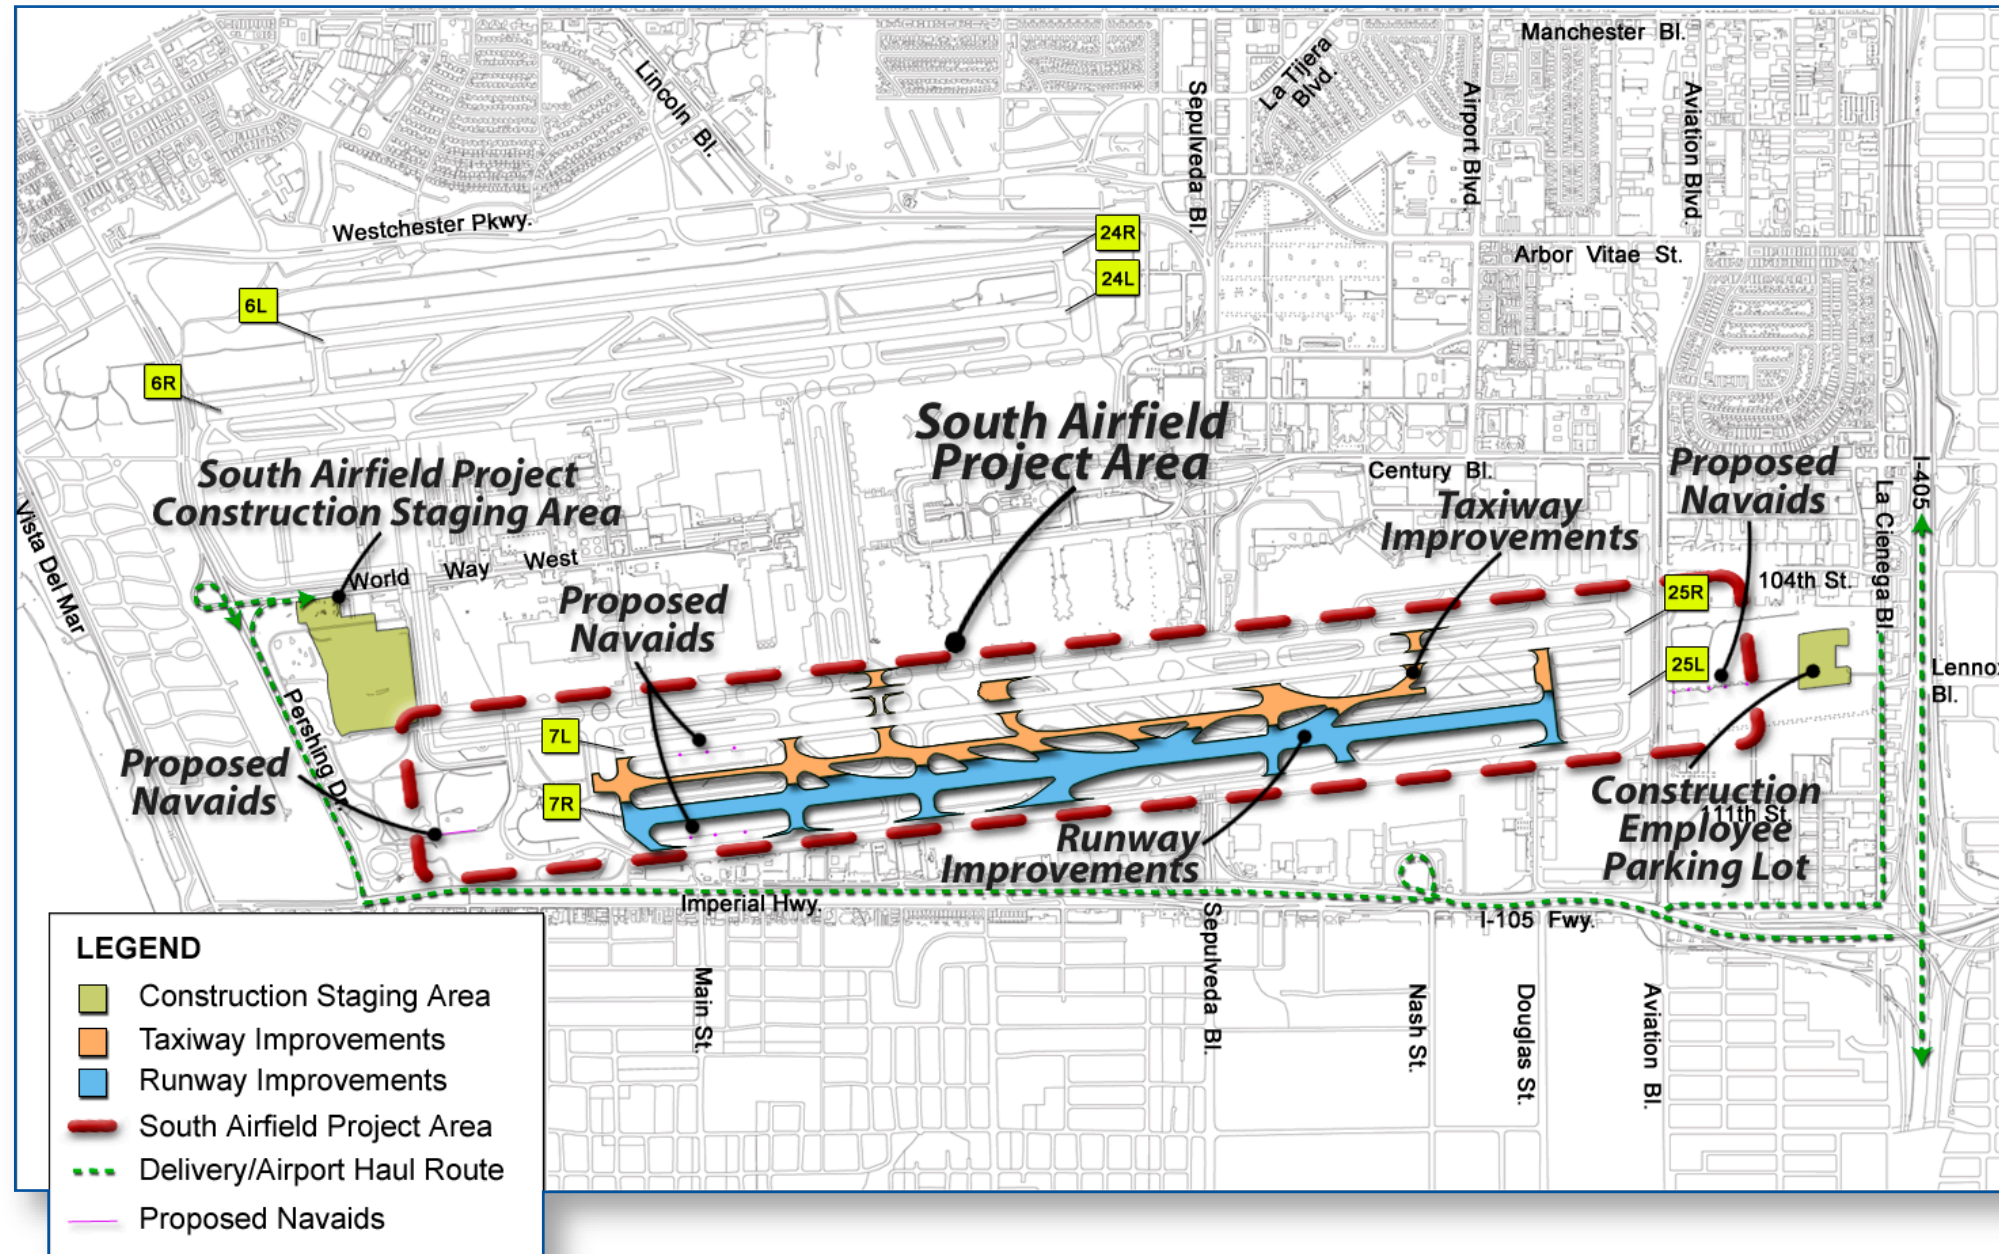 Manchester Bl.
Lincoln Bl.
La Tijera
Blvd.
Sepulveda Bl.
Airport Blvd.
Aviation Blvd
Westchester Pkwy.
24R
24L
Arbor Vitae St.
6L
6R
South Airfield
Project Area
South Airfield Project
Construction Staging Area
Century Bl.
Taxiway
Improvements
Proposed
Navaids
I-405
La Cienega Bl.
Vista Del Mar
World Way West
Proposed
Navaids
104th St.
25R
25L
Lennox
Bl.
Pershing Dr.
7L
7R
Proposed
Navaids
Runway
Improvements
Construction
Employee
Parking Lot
111th St.
Imperial Hwy.
I-105 Fwy.
Main St.
Sepulveda Bl.
Nash St.
Douglas St.
Aviation Bl.
LEGEND
Construction Staging Area
Taxiway Improvements
Runway Improvements
South Airfield Project Area
Delivery/Airport Haul Route
Proposed Navaids